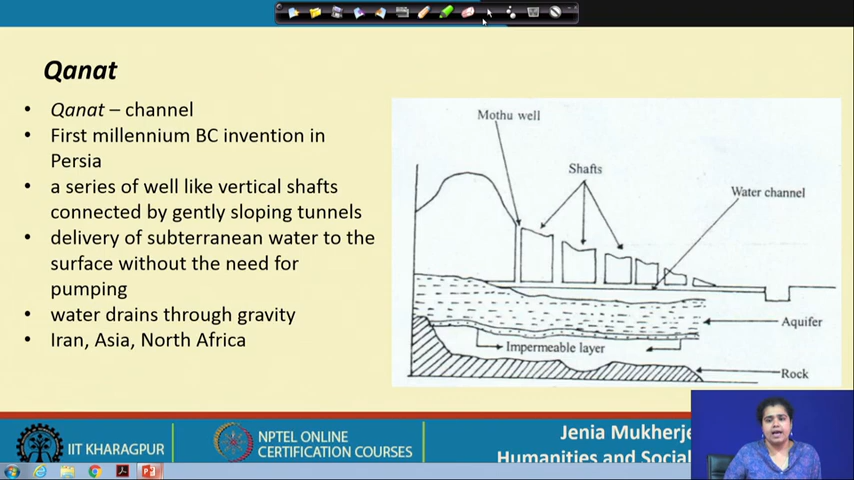 Qanat
• Qanat – channel
• First millennium BC invention in
Persia
• a series of well like vertical shafts
connected by gently sloping tunnels
• delivery of subterranean water to the
surface without the need for
pumping
• water drains through gravity
• Iran, Asia, North Africa
Mothu well
Shafts
Water channel
Aquifer
Impermeable layer
Rock
IIT KHARAGPUR
NPTEL ONLINE
CERTIFICATION COURSES
Jenia Mukherje
Humanities and Social